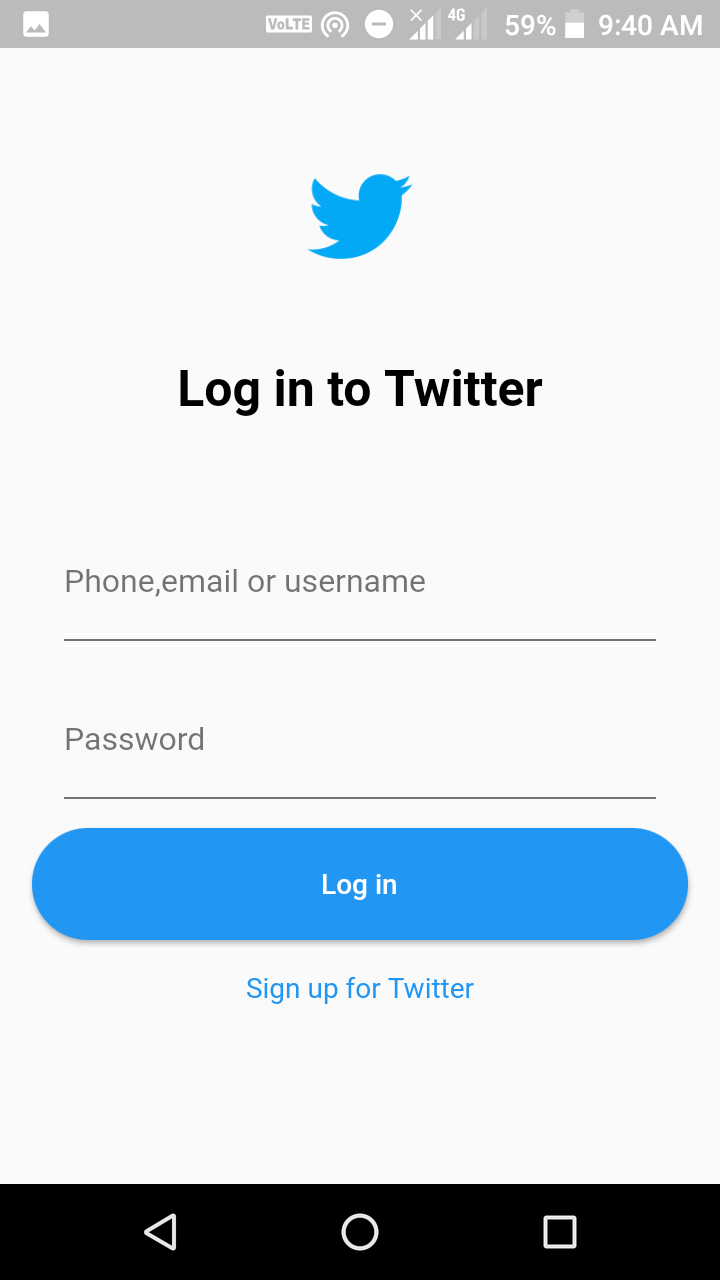 VoLTE 4G 59% 9:40 AM
Log in to Twitter
Phone,email or username
Password
Log in
Sign up for Twitter